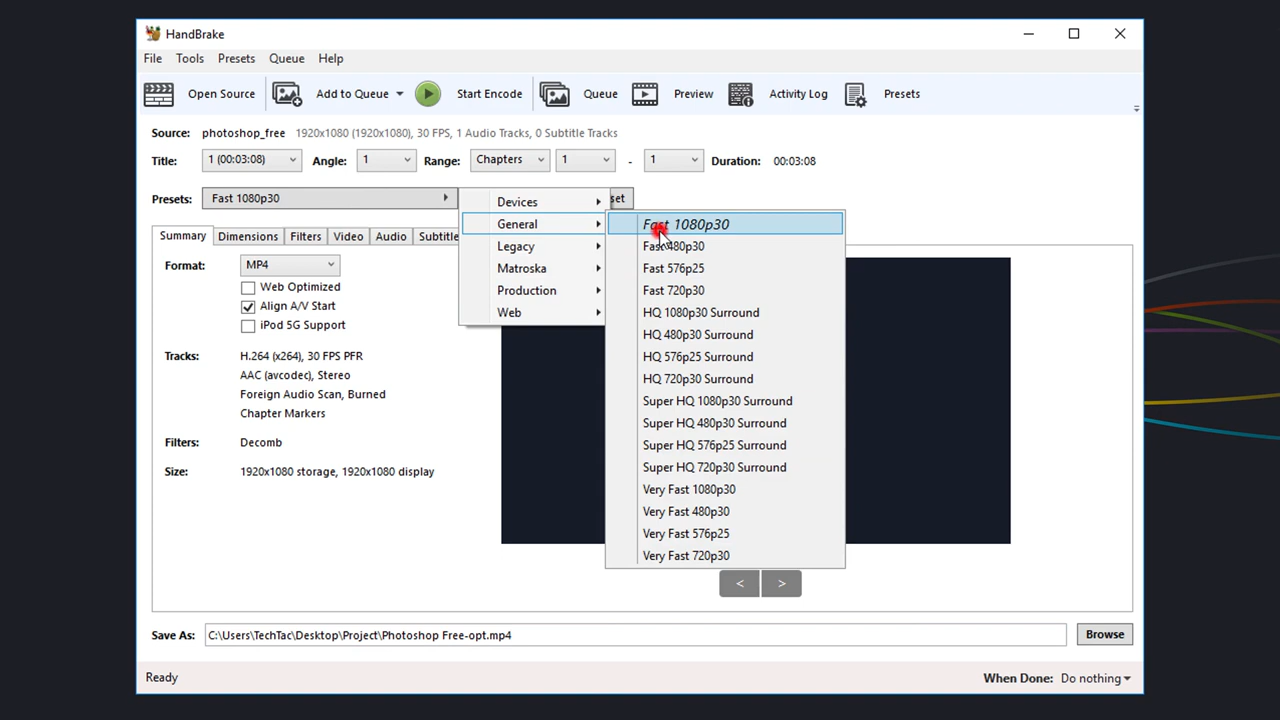 HandBrake
File Tools Presets Queue Help
Open Source Add to Queue Start Encode Queue Preview Activity Log Presets
Source: photoshop_free 1920x1080 (1920x1080), 30 FPS, 1 Audio Tracks, 0 Subtitle Tracks
Title: 1 (00:03:08) Angle: 1 Range: Chapters 1 - 1 Duration: 00:03:08
Presets: Fast 1080p30
Devices
General
Legacy
Matroska
Production
Web
Fast 1080p30
Fast 480p30
Fast 576p25
Fast 720p30
HQ 1080p30 Surround
HQ 480p30 Surround
HQ 576p25 Surround
HQ 720p30 Surround
Super HQ 1080p30 Surround
Super HQ 480p30 Surround
Super HQ 576p25 Surround
Super HQ 720p30 Surround
Very Fast 1080p30
Very Fast 480p30
Very Fast 576p25
Very Fast 720p30
Summary Dimensions Filters Video Audio Subtitle
Format: MP4
Web Optimized
Align A/V Start
iPod 5G Support
Tracks: H.264 (x264), 30 FPS PFR
AAC (avcodec), Stereo
Foreign Audio Scan, Burned
Chapter Markers
Filters: Decomb
Size: 1920x1080 storage, 1920x1080 display
< >
Save As: C:\Users\TechTac\Desktop\Project\Photoshop Free-opt.mp4 Browse
Ready When Done: Do nothing